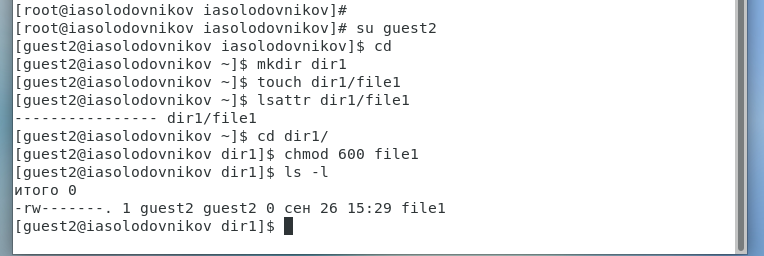 [root@iasolodovnikov iasolodovnikov]#
[root@iasolodovnikov iasolodovnikov]# su guest2
[guest2@iasolodovnikov iasolodovnikov]$ cd
[guest2@iasolodovnikov ~]$ mkdir dir1
[guest2@iasolodovnikov ~]$ touch dir1/file1
[guest2@iasolodovnikov ~]$ lsattr dir1/file1
---------------- dir1/file1
[guest2@iasolodovnikov ~]$ cd dir1/
[guest2@iasolodovnikov dir1]$ chmod 600 file1
[guest2@iasolodovnikov dir1]$ ls -l
итого 0
-rw-------. 1 guest2 guest2 0 сен 26 15:29 file1
[guest2@iasolodovnikov dir1]$